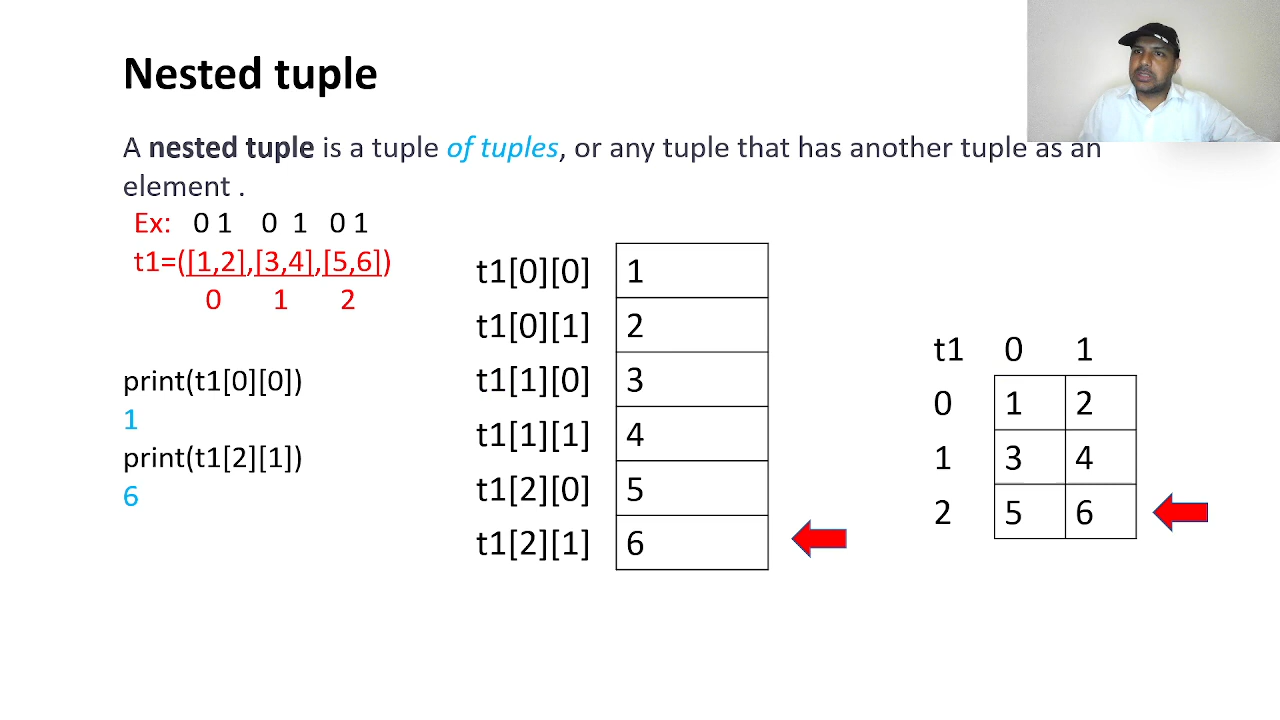 Nested tuple
A nested tuple is a tuple of tuples, or any tuple that has another tuple as an
element .
Ex: 0 1 0 1 0 1
t1=([1,2],[3,4],[5,6])
0 1 2
print(t1[0][0])
1
print(t1[2][1])
6
t1[0][0] 1
t1[0][1] 2
t1[1][0] 3
t1[1][1] 4
t1[2][0] 5
t1[2][1] 6
t1 0 1
0 1 2
1 3 4
2 5 6